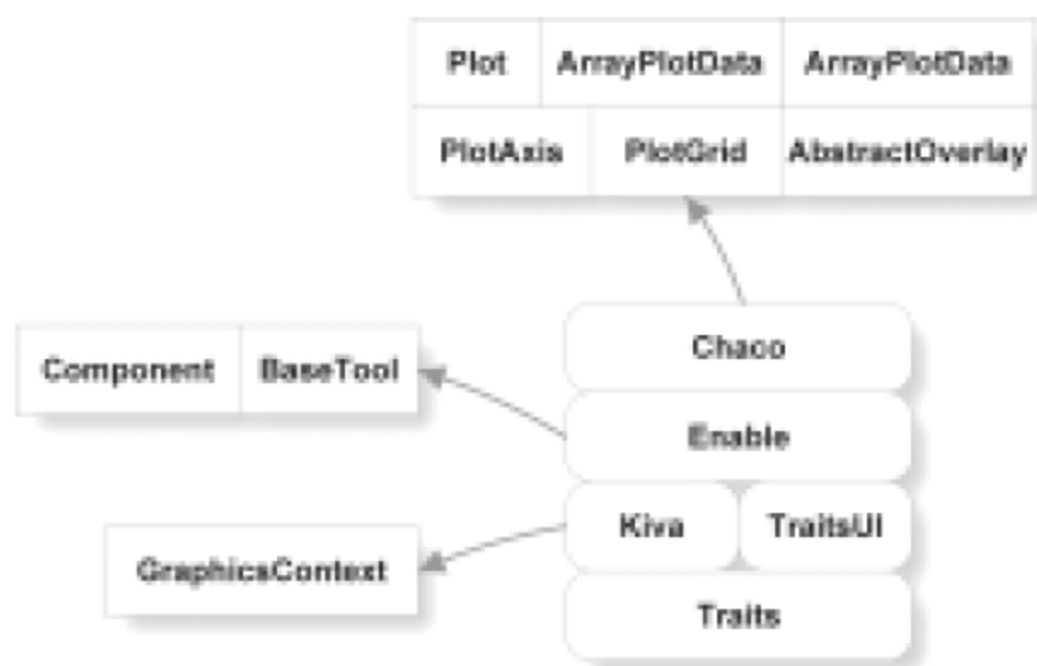 Plot ArrayPlotData ArrayPlotData
PlotAxis PlotGrid AbstractOverlay
Chaco
Component BaseTool
Enable
Kiva TraitsUI
GraphicsContext
Traits